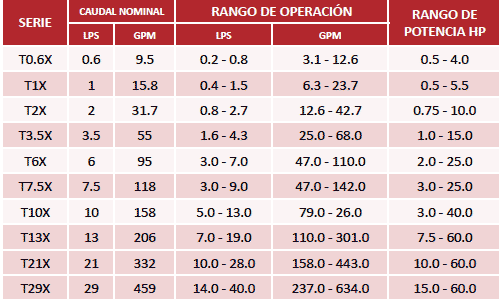 SERIE CAUDAL NOMINAL RANGO DE OPERACIÓN RANGO DE POTENCIA HP
LPS GPM LPS GPM
T0.6X 0.6 9.5 0.2 - 0.8 3.1 - 12.6 0.5 - 4.0
T1X 1 15.8 0.4 - 1.5 6.3 - 23.7 0.5 - 5.5
T2X 2 31.7 0.8 - 2.7 12.6 - 42.7 0.75 - 10.0
T3.5X 3.5 55 1.6 - 4.3 25.0 - 68.0 1.0 - 15.0
T6X 6 95 3.0 - 7.0 47.0 - 110.0 2.0 - 25.0
T7.5X 7.5 118 3.0 - 9.0 47.0 - 142.0 3.0 - 25.0
T10X 10 158 5.0 - 13.0 79.0 - 26.0 3.0 - 40.0
T13X 13 206 7.0 - 19.0 110.0 - 301.0 7.5 - 60.0
T21X 21 332 10.0 - 28.0 158.0 - 443.0 10.0 - 60.0
T29X 29 459 14.0 - 40.0 237.0 - 634.0 15.0 - 60.0